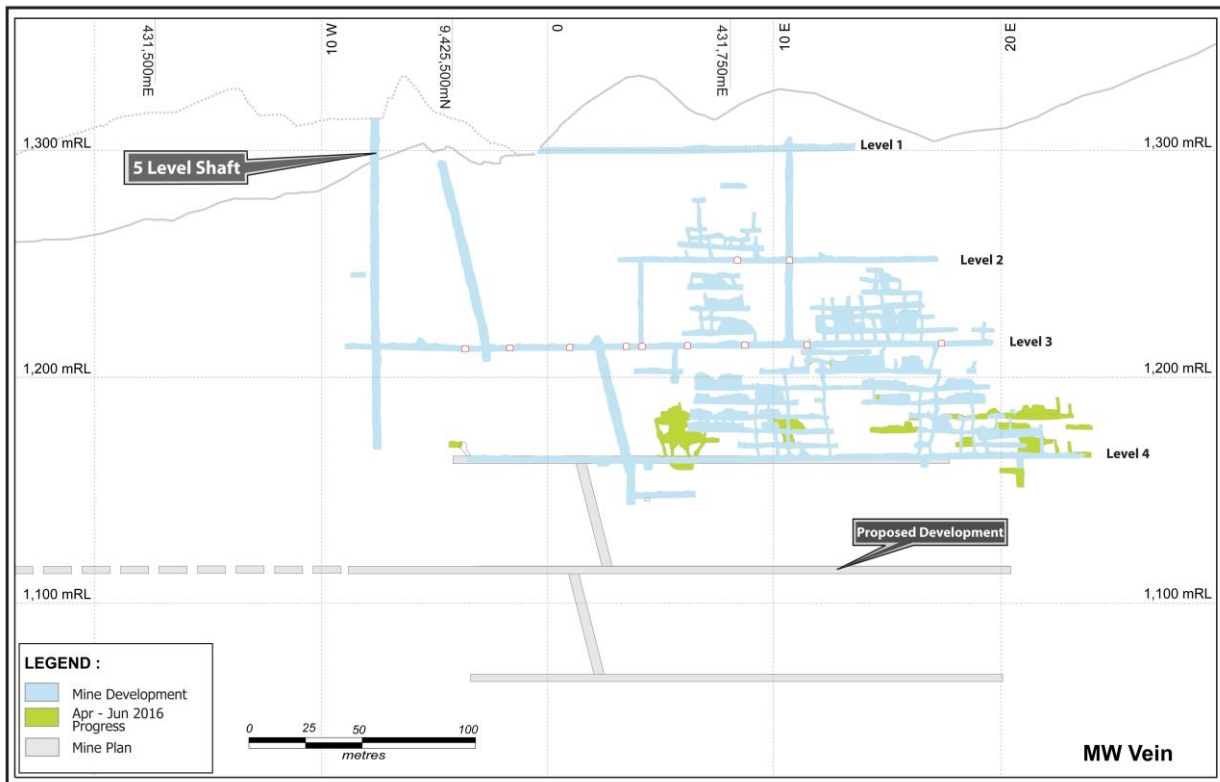 431,500mE
10 W
9,425,500mN
0
431,750mE
10 E
20 E
1,300 mRL
1,300 mRL
Level 1
5 Level Shaft
Level 2
Level 3
1,200 mRL
1,200 mRL
Level 4
Proposed Development
1,100 mRL
1,100 mRL
LEGEND :
Mine Development
Apr - Jun 2016
Progress
Mine Plan
0 25 50 100
metres
MW Vein